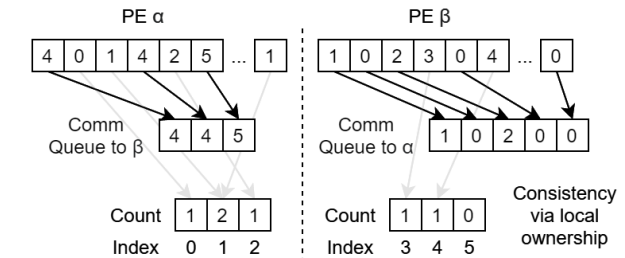 PE α
4 0 1 4 2 5 ... 1
Comm
Queue to β
4 4 5
Count 1 2 1
Index 0 1 2
PE β
1 0 2 3 0 4 ... 0
Comm
Queue to α
1 0 2 0 0
Count 1 1 0
Index 3 4 5
Consistency
via local
ownership